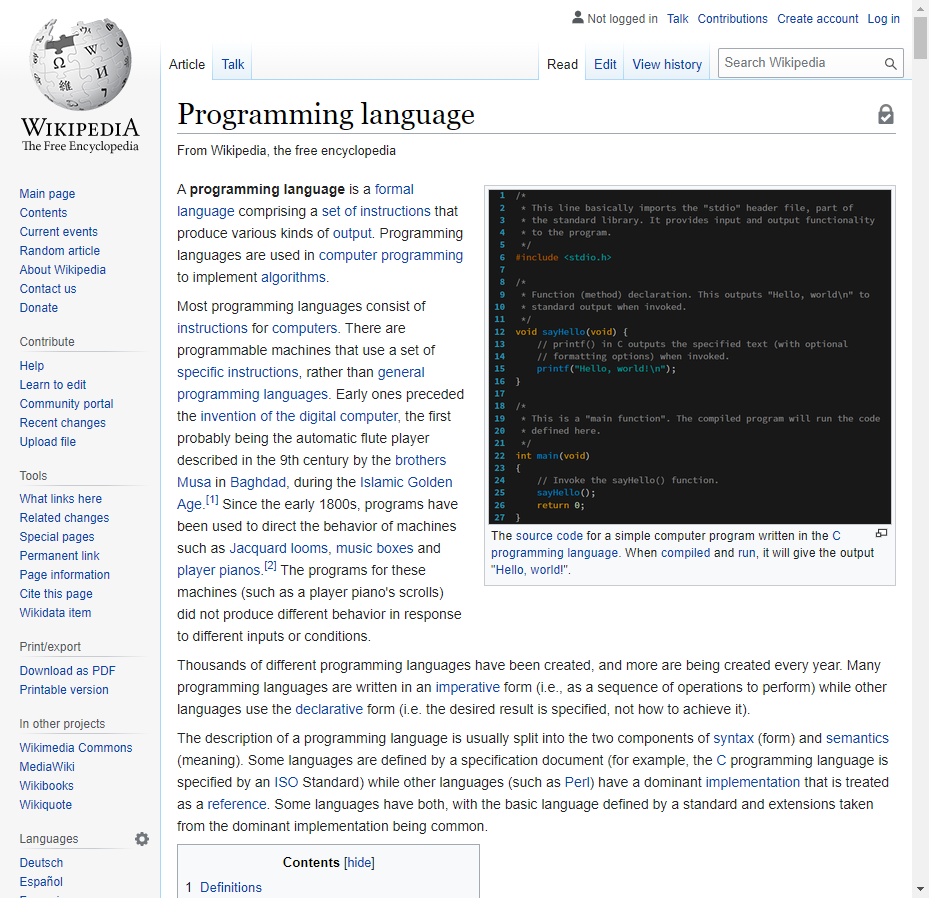 Not logged in Talk Contributions Create account Log in
Article Talk Read Edit View history Search Wikipedia
WIKIPEDIA
The Free Encyclopedia
Main page
Contents
Current events
Random article
About Wikipedia
Contact us
Donate
Contribute
Help
Learn to edit
Community portal
Recent changes
Upload file
Tools
What links here
Related changes
Special pages
Permanent link
Page information
Cite this page
Wikidata item
Print/export
Download as PDF
Printable version
In other projects
Wikimedia Commons
MediaWiki
Wikibooks
Wikiquote
Languages
Deutsch
Español
Programming language
From Wikipedia, the free encyclopedia
A programming language is a formal
language comprising a set of instructions that
produce various kinds of output. Programming
languages are used in computer programming
to implement algorithms.
Most programming languages consist of
instructions for computers. There are
programmable machines that use a set of
specific instructions, rather than general
programming languages. Early ones preceded
the invention of the digital computer, the first
probably being the automatic flute player
described in the 9th century by the brothers
Musa in Baghdad, during the Islamic Golden
Age.[1] Since the early 1800s, programs have
been used to direct the behavior of machines
such as Jacquard looms, music boxes and
player pianos.[2] The programs for these
machines (such as a player piano's scrolls)
did not produce different behavior in response
to different inputs or conditions.
1 /*
2 * This line basically imports the "stdio" header file, part of
3 * the standard library. It provides input and output functionality
4 * to the program.
5 */
6 #include <stdio.h>
7
8 /*
9 * Function (method) declaration. This outputs "Hello, world\n" to
10 * standard output when invoked.
11 */
12 void sayHello(void) {
13 // printf() in C outputs the specified text (with optional
14 // formatting options) when invoked.
15 printf("Hello, world!\n");
16 }
17
18 /*
19 * This is a "main function". The compiled program will run the code
20 * defined here.
21 */
22 int main(void)
23 {
24 // Invoke the sayHello() function.
25 sayHello();
26 return 0;
27 }
The source code for a simple computer program written in the C
programming language. When compiled and run, it will give the output
"Hello, world!".
Thousands of different programming languages have been created, and more are being created every year. Many
programming languages are written in an imperative form (i.e., as a sequence of operations to perform) while other
languages use the declarative form (i.e. the desired result is specified, not how to achieve it).
The description of a programming language is usually split into the two components of syntax (form) and semantics
(meaning). Some languages are defined by a specification document (for example, the C programming language is
specified by an ISO Standard) while other languages (such as Perl) have a dominant implementation that is treated
as a reference. Some languages have both, with the basic language defined by a standard and extensions taken
from the dominant implementation being common.
Contents [hide]
1 Definitions